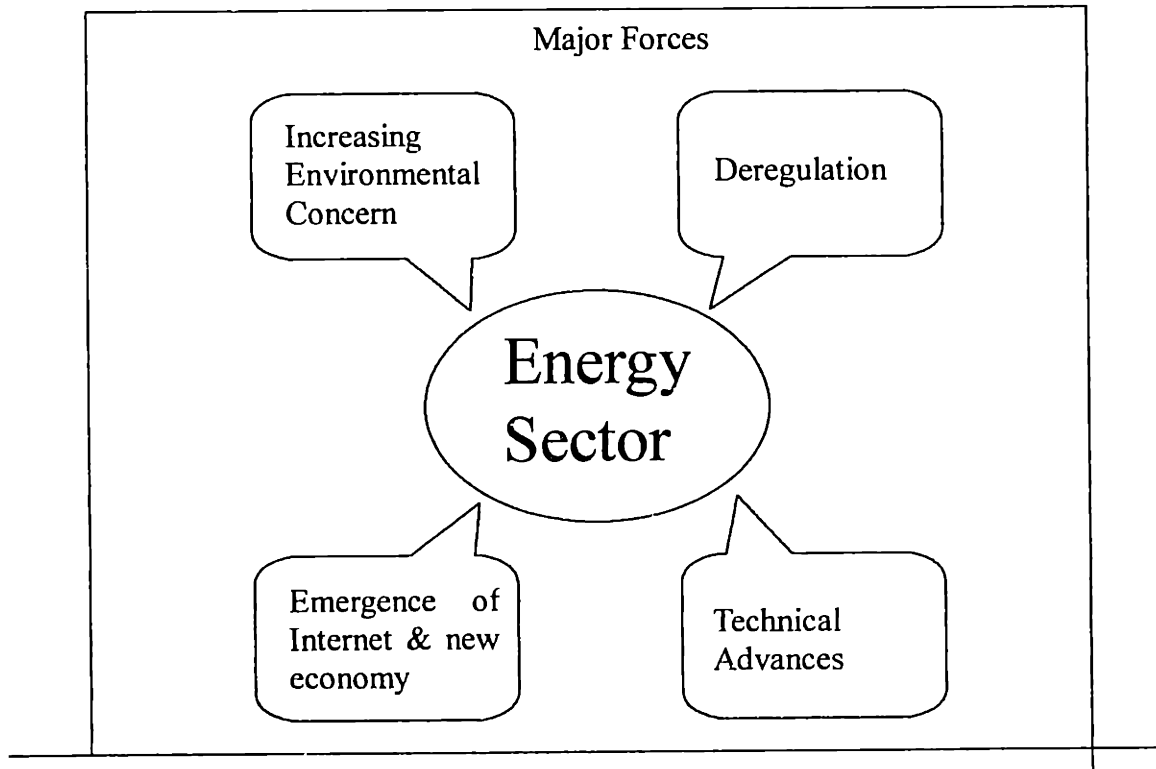 Major Forces
Increasing
Environmental
Concern
Deregulation
Energy
Sector
Emergence of
Internet & new
economy
Technical
Advances